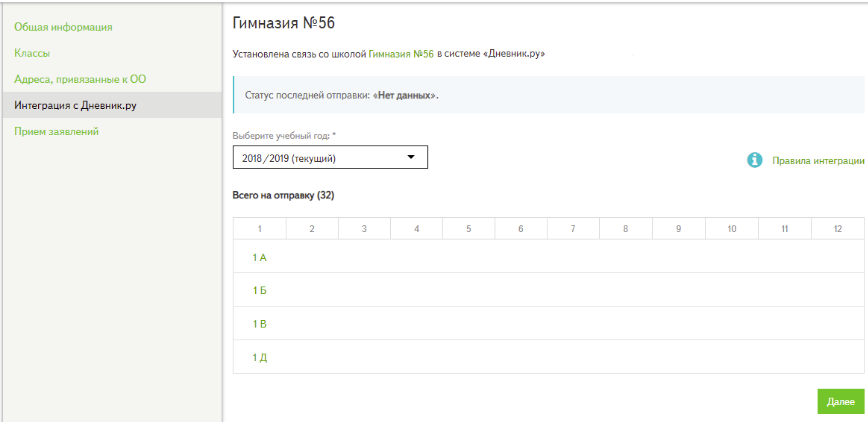 Общая информация
Классы
Адреса, привязанные к ОО
Интеграция с Дневник.ру
Прием заявлений
Гимназия №56
Установлена связь со школой Гимназия №56 в системе «Дневник.ру»
Статус последней отправки: «Нет данных».
Выберите учебный год: *
2018/2019 (текущий)
Правила интеграции
Всего на отправку (32)
1 2 3 4 5 6 7 8 9 10 11 12
1 А
1 Б
1 В
1 Д
Далее